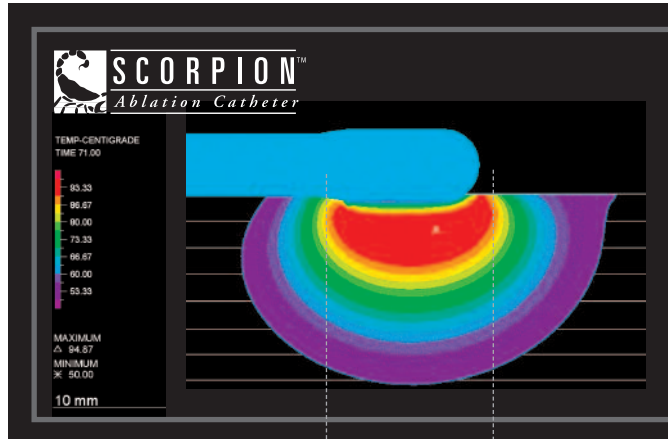 SCORPION™
Ablation Catheter
TEMP-CENTIGRADE
TIME 71.00
93.33
86.67
80.00
73.33
66.67
60.00
53.33
MAXIMUM
△ 94.87
MINIMUM
✳ 50.00
10 mm